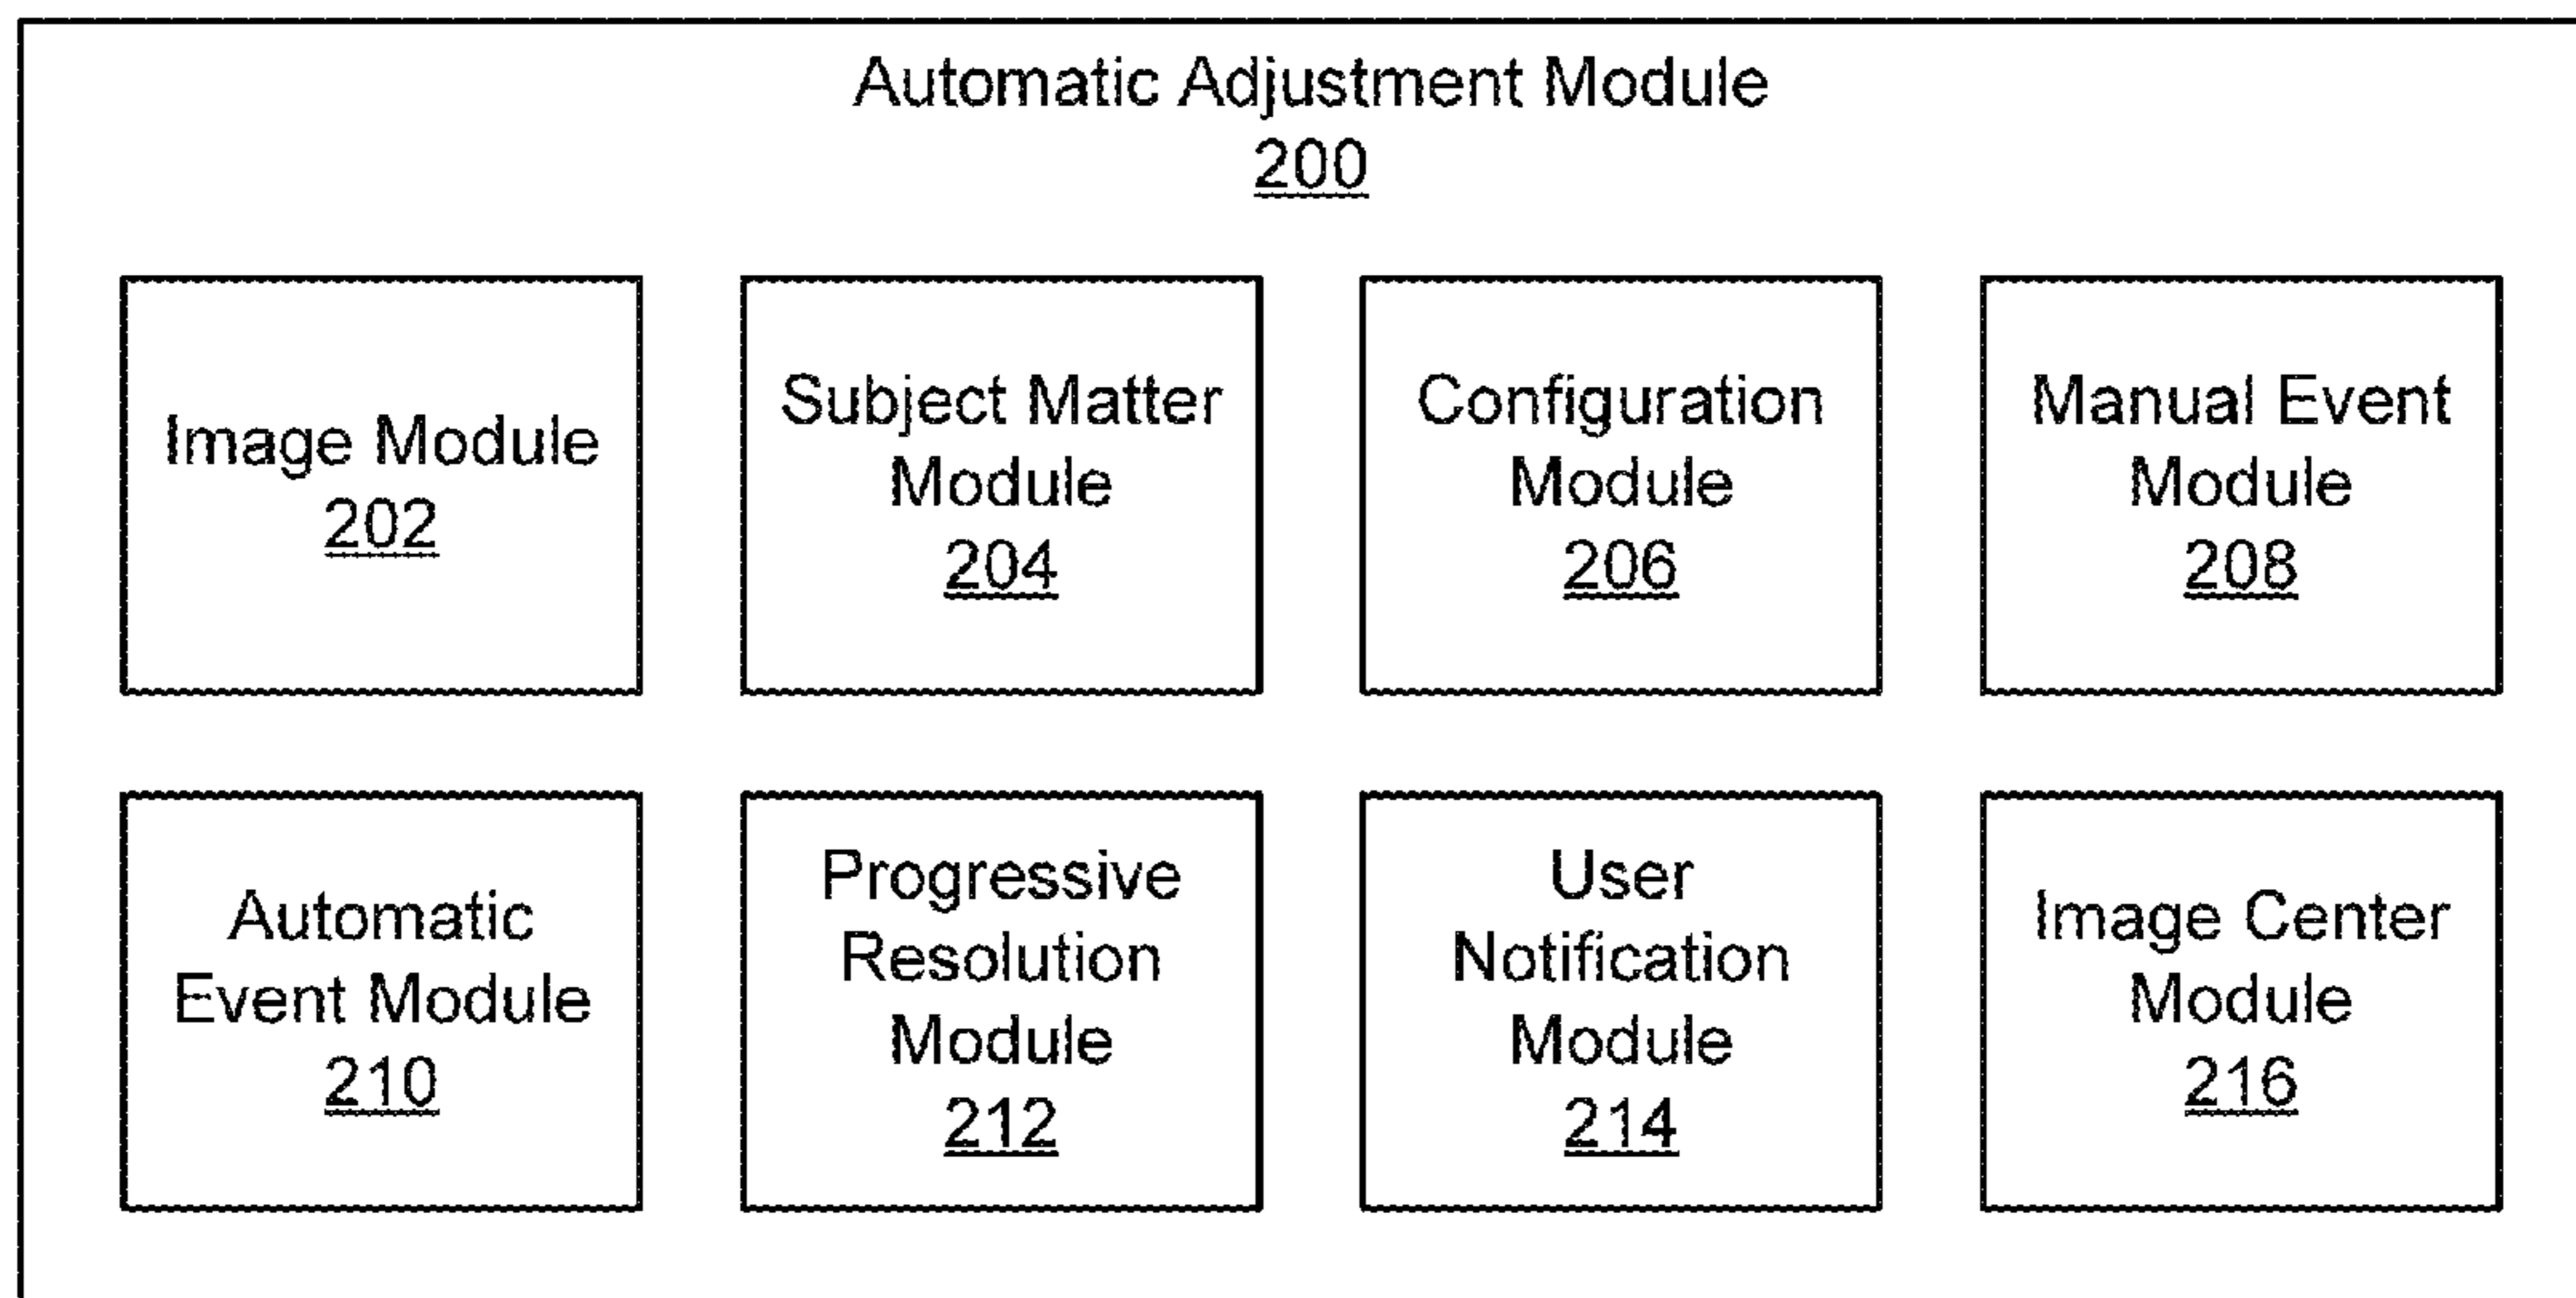 Automatic Adjustment Module
200
Image Module
202
Subject Matter
Module
204
Configuration
Module
206
Manual Event
Module
208
Automatic
Event Module
210
Progressive
Resolution
Module
212
User
Notification
Module
214
Image Center
Module
216